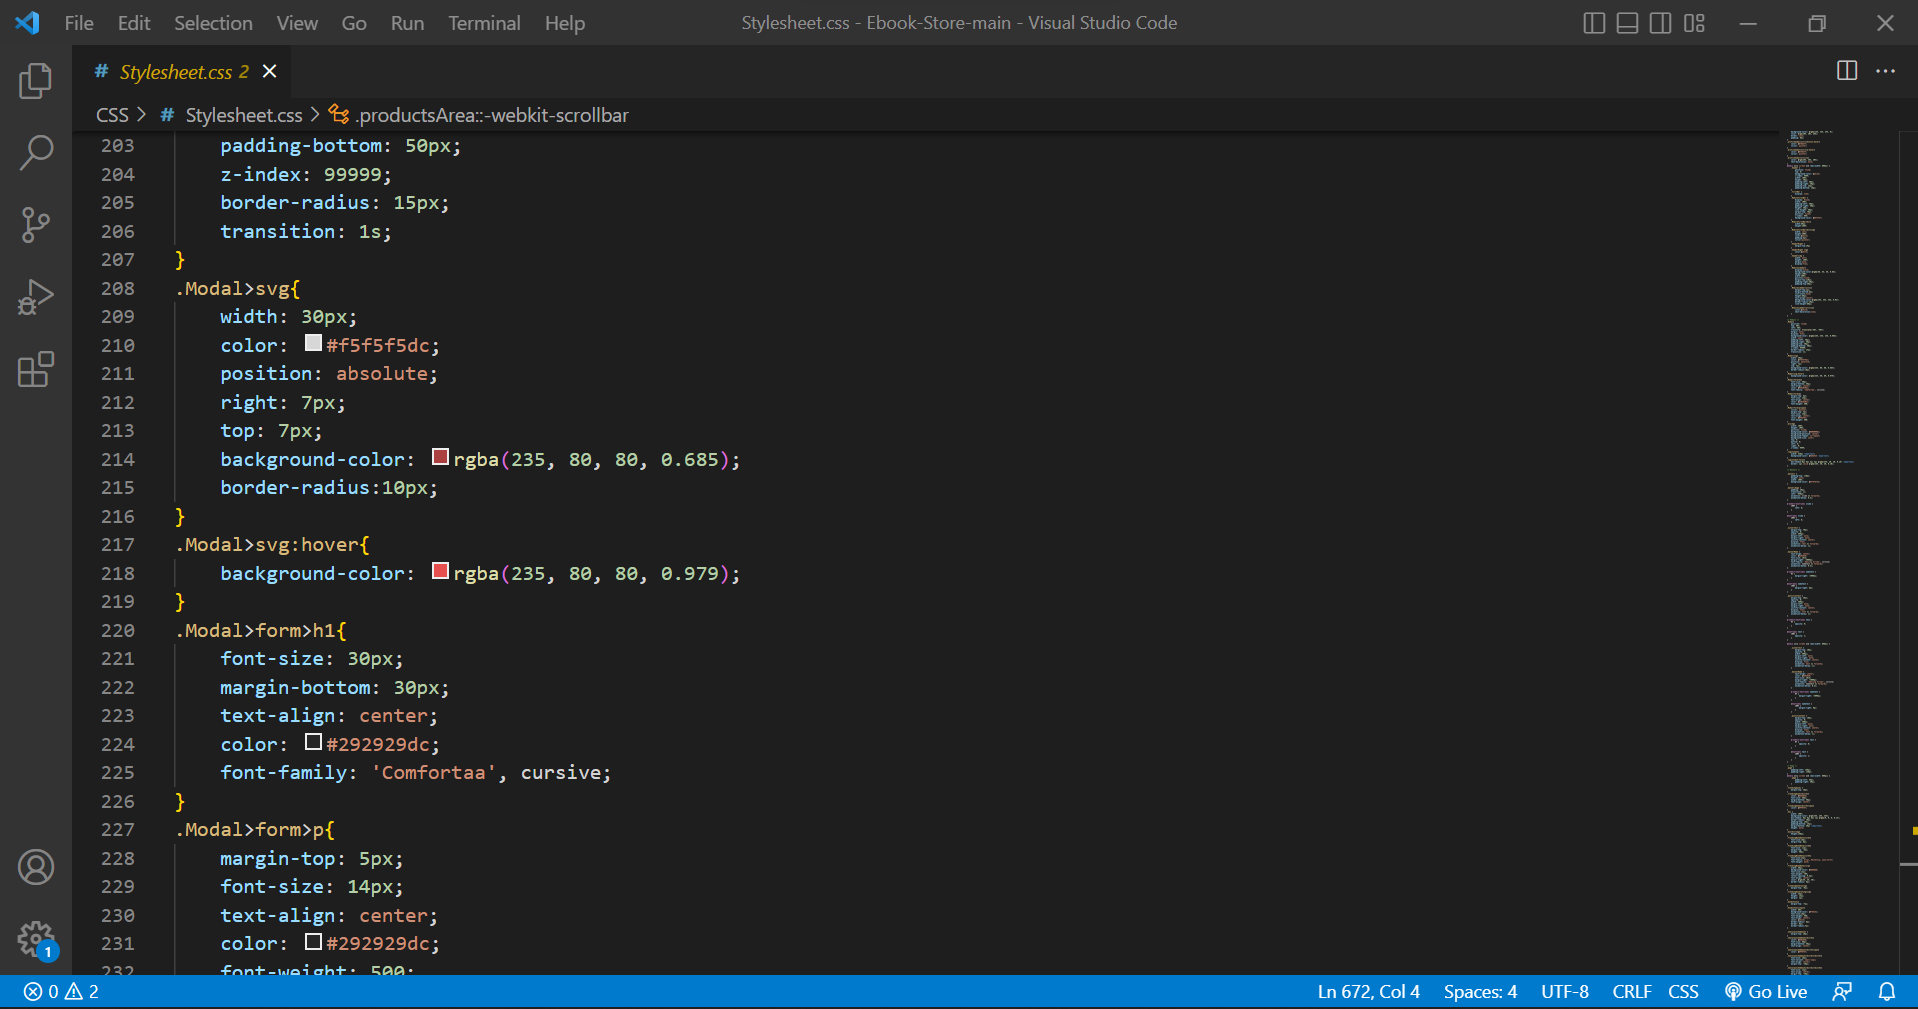 File Edit Selection View Go Run Terminal Help
Stylesheet.css - Ebook-Store-main - Visual Studio Code
# Stylesheet.css 2
CSS > # Stylesheet.css > .productsArea::-webkit-scrollbar
203 padding-bottom: 50px;
204 z-index: 99999;
205 border-radius: 15px;
206 transition: 1s;
207 }
208 .Modal>svg{
209 width: 30px;
210 color: #f5f5f5dc;
211 position: absolute;
212 right: 7px;
213 top: 7px;
214 background-color: rgba(235, 80, 80, 0.685);
215 border-radius:10px;
216 }
217 .Modal>svg:hover{
218 background-color: rgba(235, 80, 80, 0.979);
219 }
220 .Modal>form>h1{
221 font-size: 30px;
222 margin-bottom: 30px;
223 text-align: center;
224 color: #292929dc;
225 font-family: 'Comfortaa', cursive;
226 }
227 .Modal>form>p{
228 margin-top: 5px;
229 font-size: 14px;
230 text-align: center;
231 color: #292929dc;
232 font-weight: 500;
1
0 2
Ln 672, Col 4 Spaces: 4 UTF-8 CRLF CSS Go Live